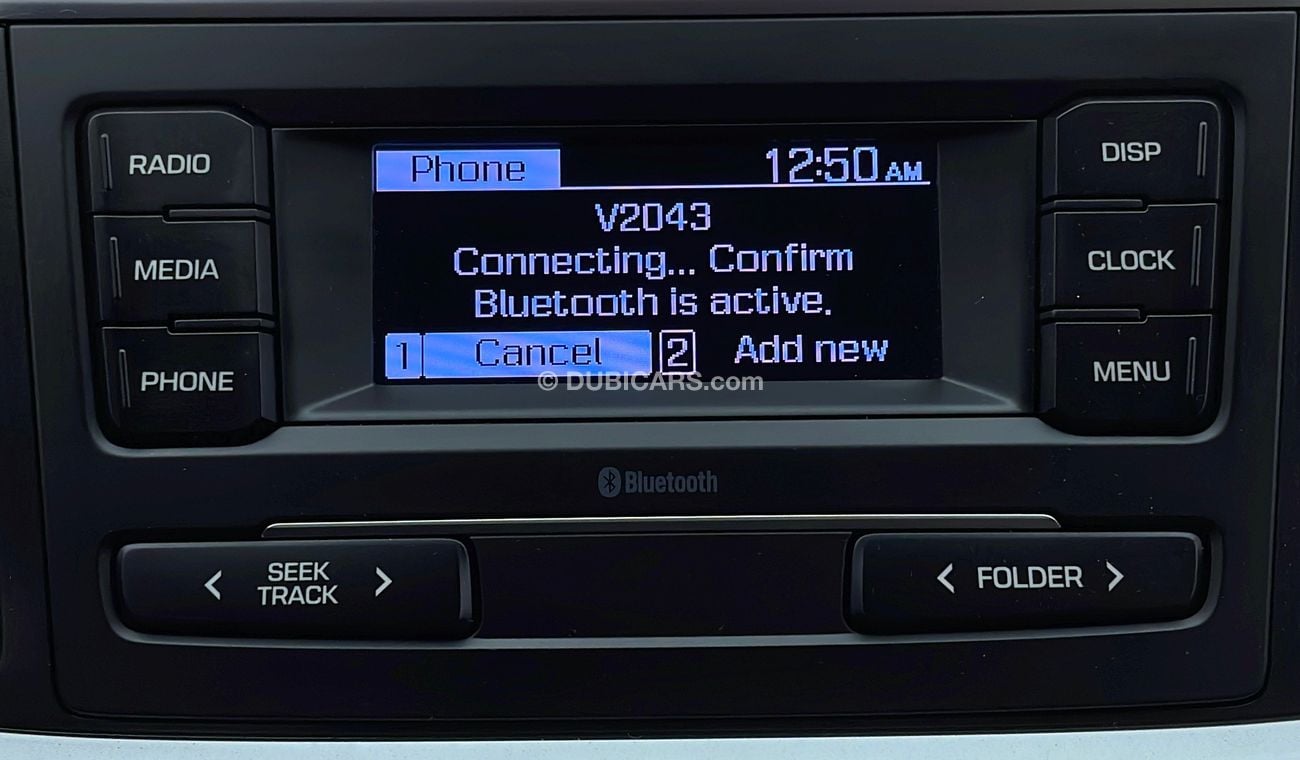 RADIO
MEDIA
PHONE
Phone 12:50 AM
V2043
Connecting... Confirm
Bluetooth is active.
1 Cancel 2 Add new
© DUBICARS.com
DISP
CLOCK
MENU
Bluetooth
< SEEK TRACK >
< FOLDER >